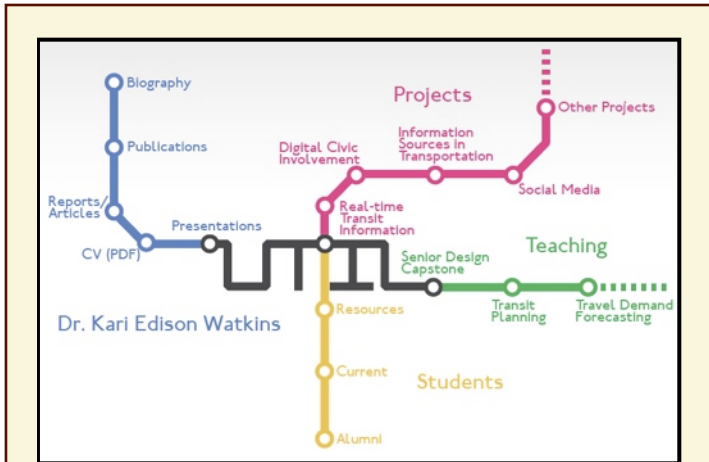 Biography
Publications
Reports/
Articles
CV (PDF)
Presentations
Dr. Kari Edison Watkins
Projects
Other Projects
Digital Civic
Involvement
Information
Sources in
Transportation
Social Media
Real-time
Transit
Information
Teaching
Senior Design
Capstone
Transit
Planning
Travel Demand
Forecasting
Resources
Current
Students
Alumni